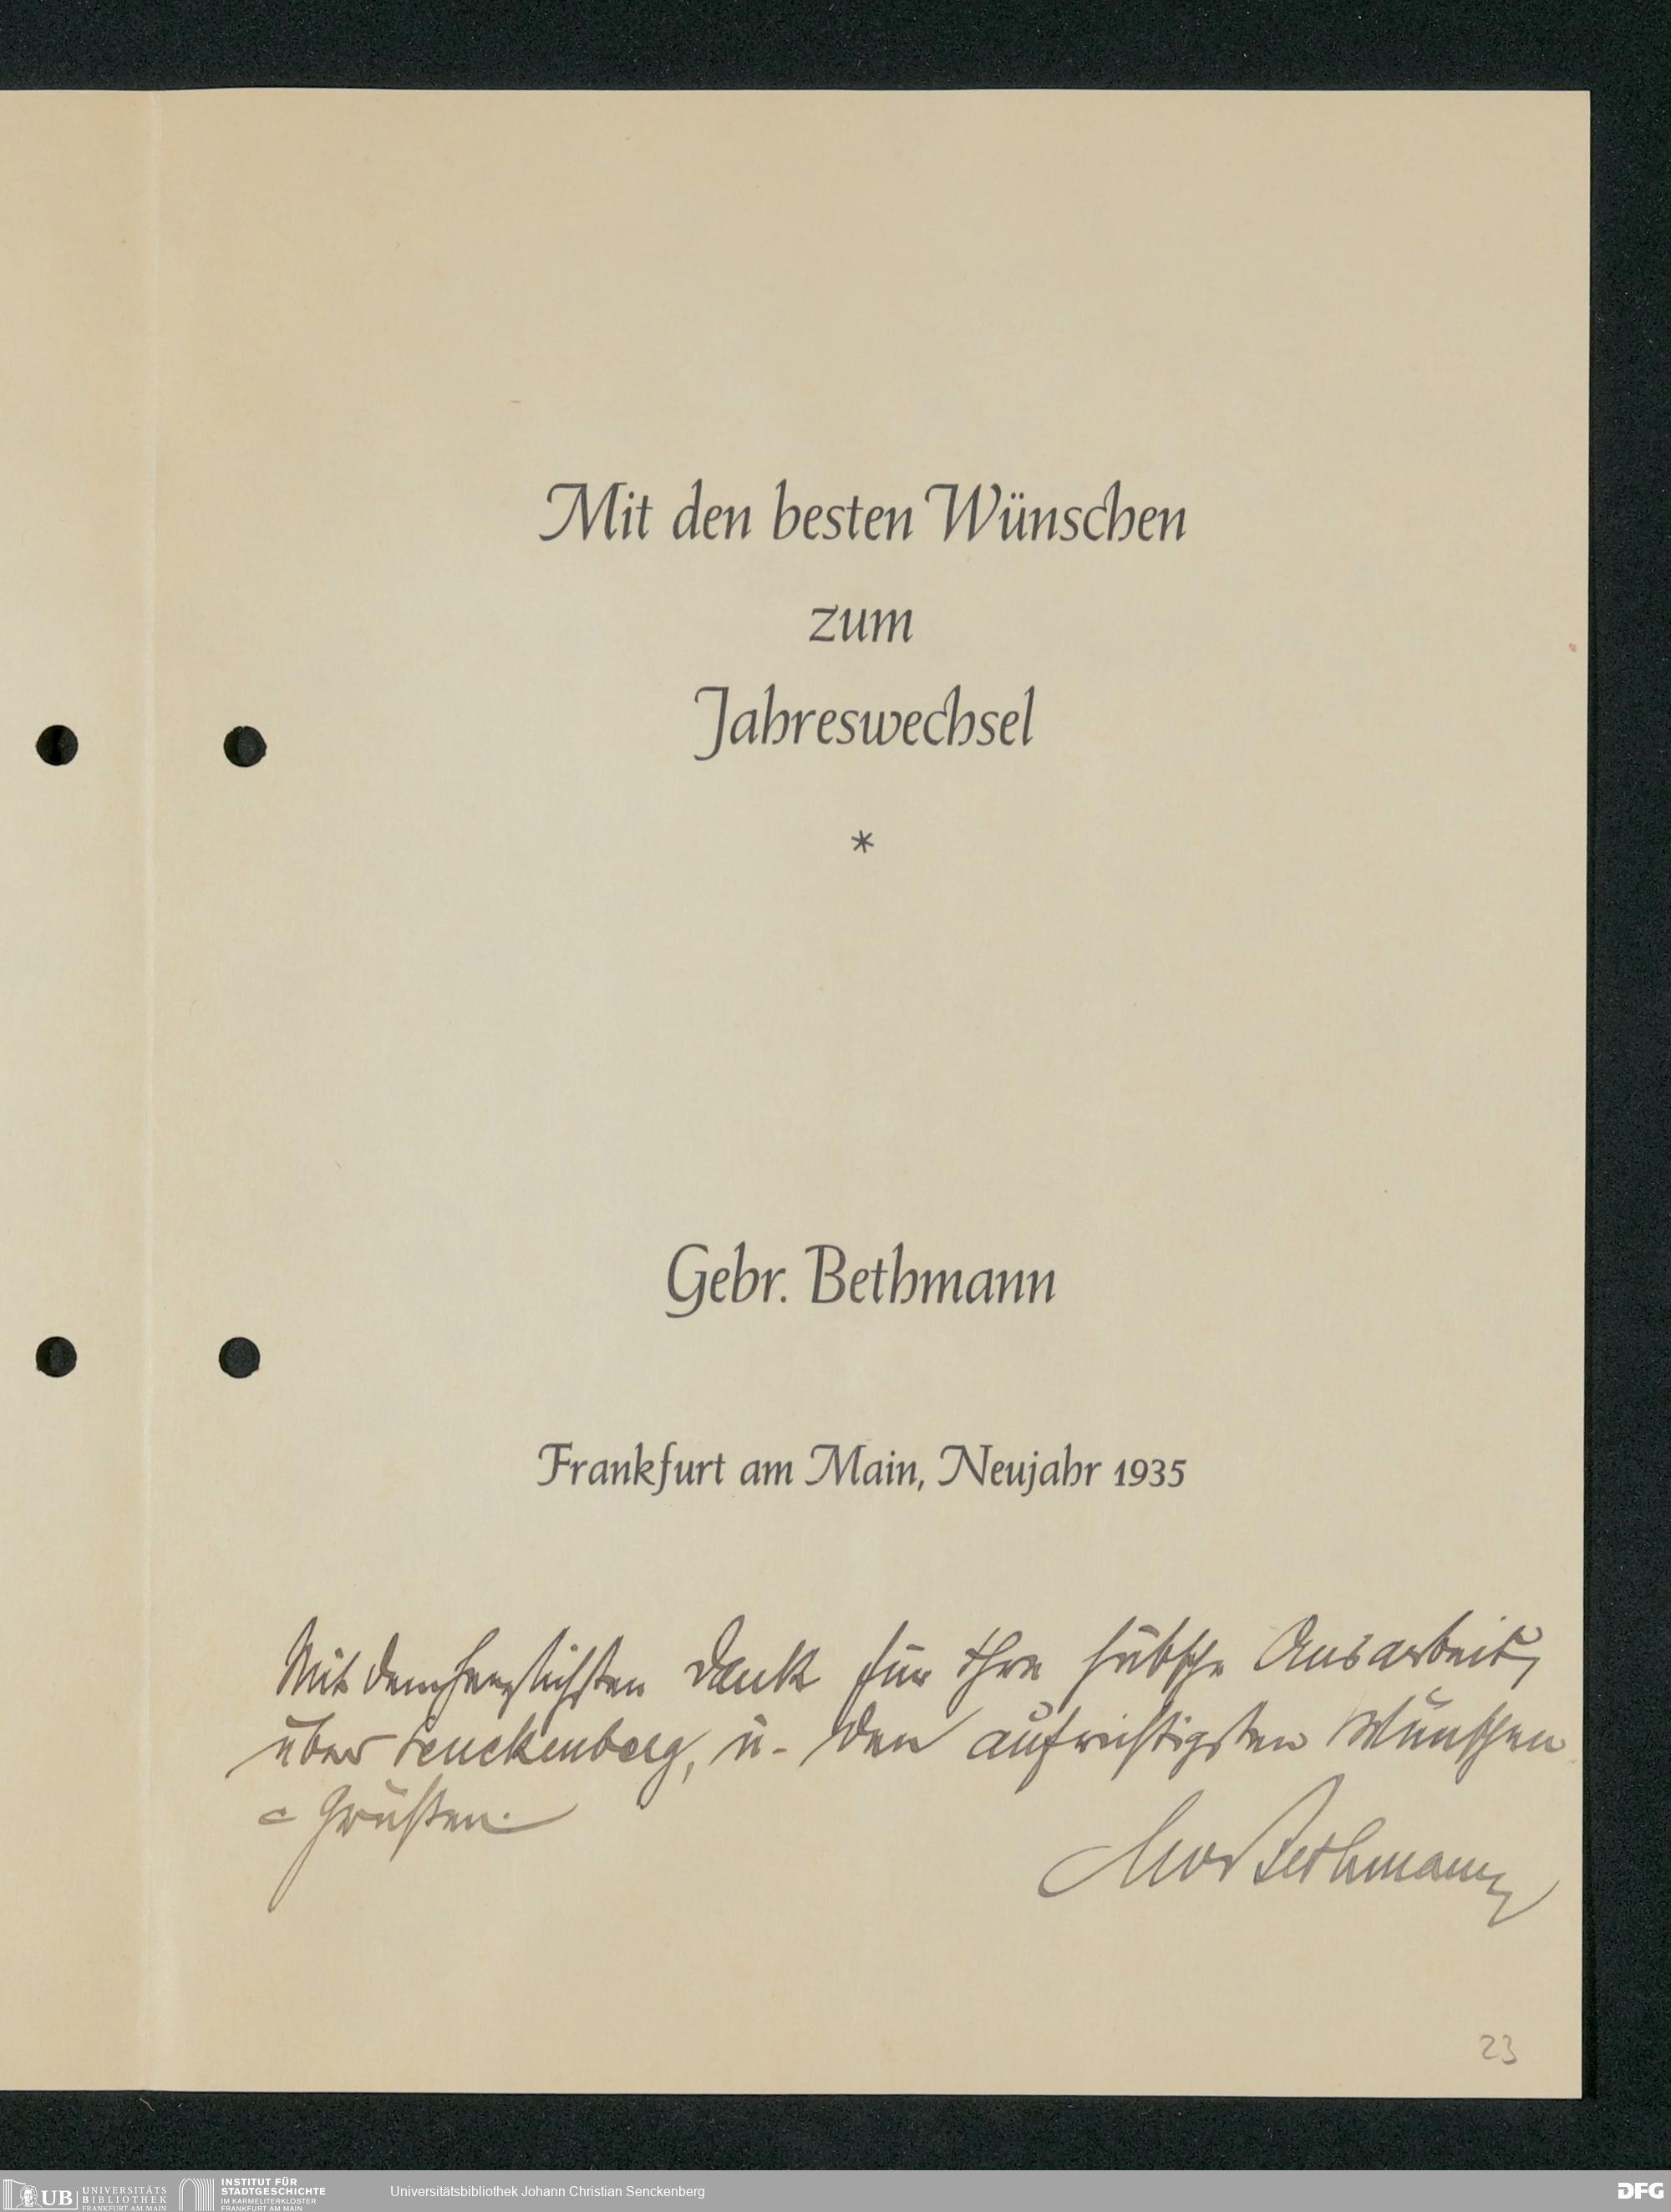 Mit den besten Wünschen
zum
Jahreswechsel
*
Gebr. Bethmann
Frankfurt am Main, Neujahr 1935
Mit dem herzlichsten Dank für Ihre hübsche Ausarbeit,
über Senckenberg, u- den aufrichtigsten Wünschen
= Grüßen.
Bethmann
23
UB UNIVERSITÄTS
BIBLIOTHEK
FRANKFURT AM MAIN
INSTITUT FÜR
STADTGESCHICHTE
IM KARMELITERKLOSTER
FRANKFURT AM MAIN
Universitätsbibliothek Johann Christian Senckenberg
DFG